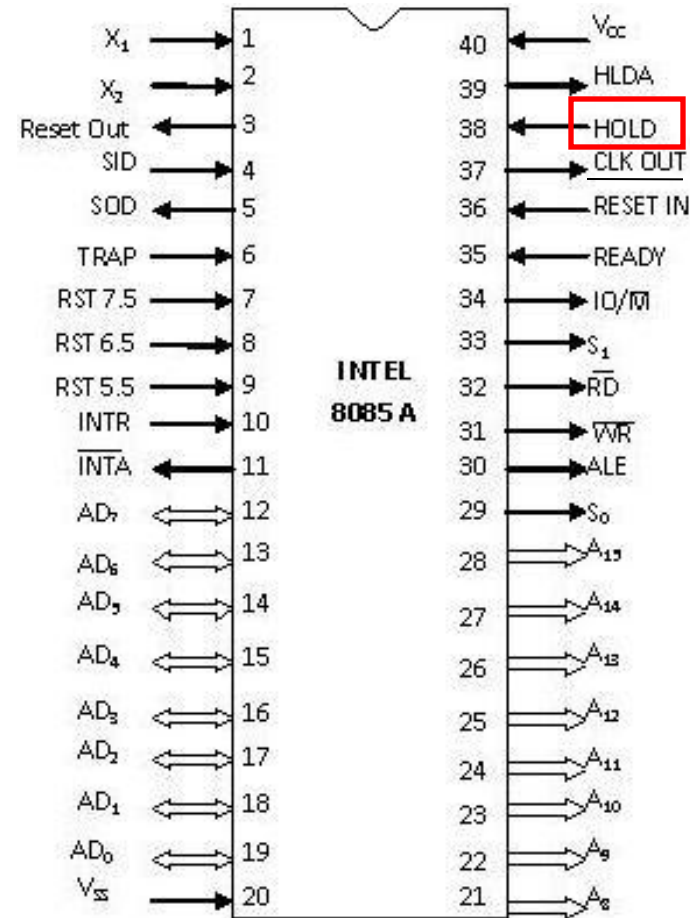 X₁ 1 40 Vcc
X₂ 2 39 HLDA
Reset Out 3 38 HOLD
SID 4 37 CLK OUT
SOD 5 36 RESET IN
TRAP 6 35 READY
RST 7.5 7 34 IO/M̅
RST 6.5 8 33 S₁
RST 5.5 9 32 R̅D̅
INTR 10 31 W̅R̅
I̅N̅T̅A̅ 11 30 ALE
INTEL
8085 A
AD₇ 12 29 S₀
AD₆ 13 28 A₁₅
AD₅ 14 27 A₁₄
AD₄ 15 26 A₁₃
AD₃ 16 25 A₁₂
AD₂ 17 24 A₁₁
AD₁ 18 23 A₁₀
AD₀ 19 22 A₉
Vss 20 21 A₈